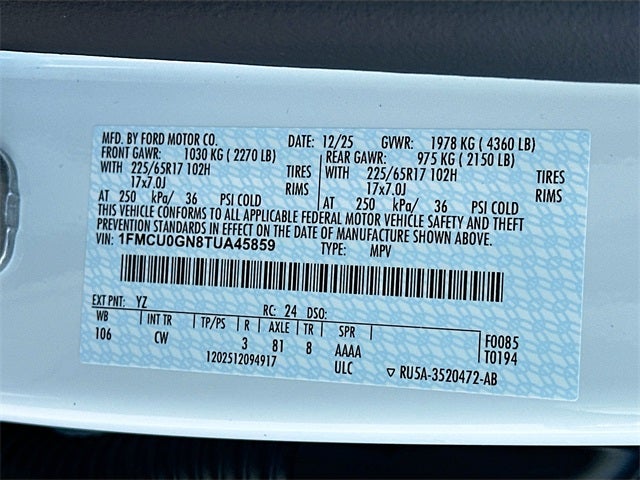 MFD. BY FORD MOTOR CO. DATE: 12/25 GVWR: 1978 KG ( 4360 LB)
FRONT GAWR: 1030 KG ( 2270 LB) REAR GAWR: 975 KG ( 2150 LB)
WITH 225/65R17 102H TIRES WITH 225/65R17 102H TIRES
17x7.0J RIMS 17x7.0J RIMS
AT 250 kPa/ 36 PSI COLD AT 250 kPa/ 36 PSI COLD
THIS VEHICLE CONFORMS TO ALL APPLICABLE FEDERAL MOTOR VEHICLE SAFETY AND THEFT
PREVENTION STANDARDS IN EFFECT ON THE DATE OF MANUFACTURE SHOWN ABOVE.
VIN: 1FMCU0GN8TUA45859 TYPE: MPV
EXT PNT: YZ RC: 24 DSO:
WB INT TR TP/PS R AXLE TR SPR F0085
106 CW 3 81 8 AAAA T0194
1202512094917 ULC ▽ RU5A-3520472-AB